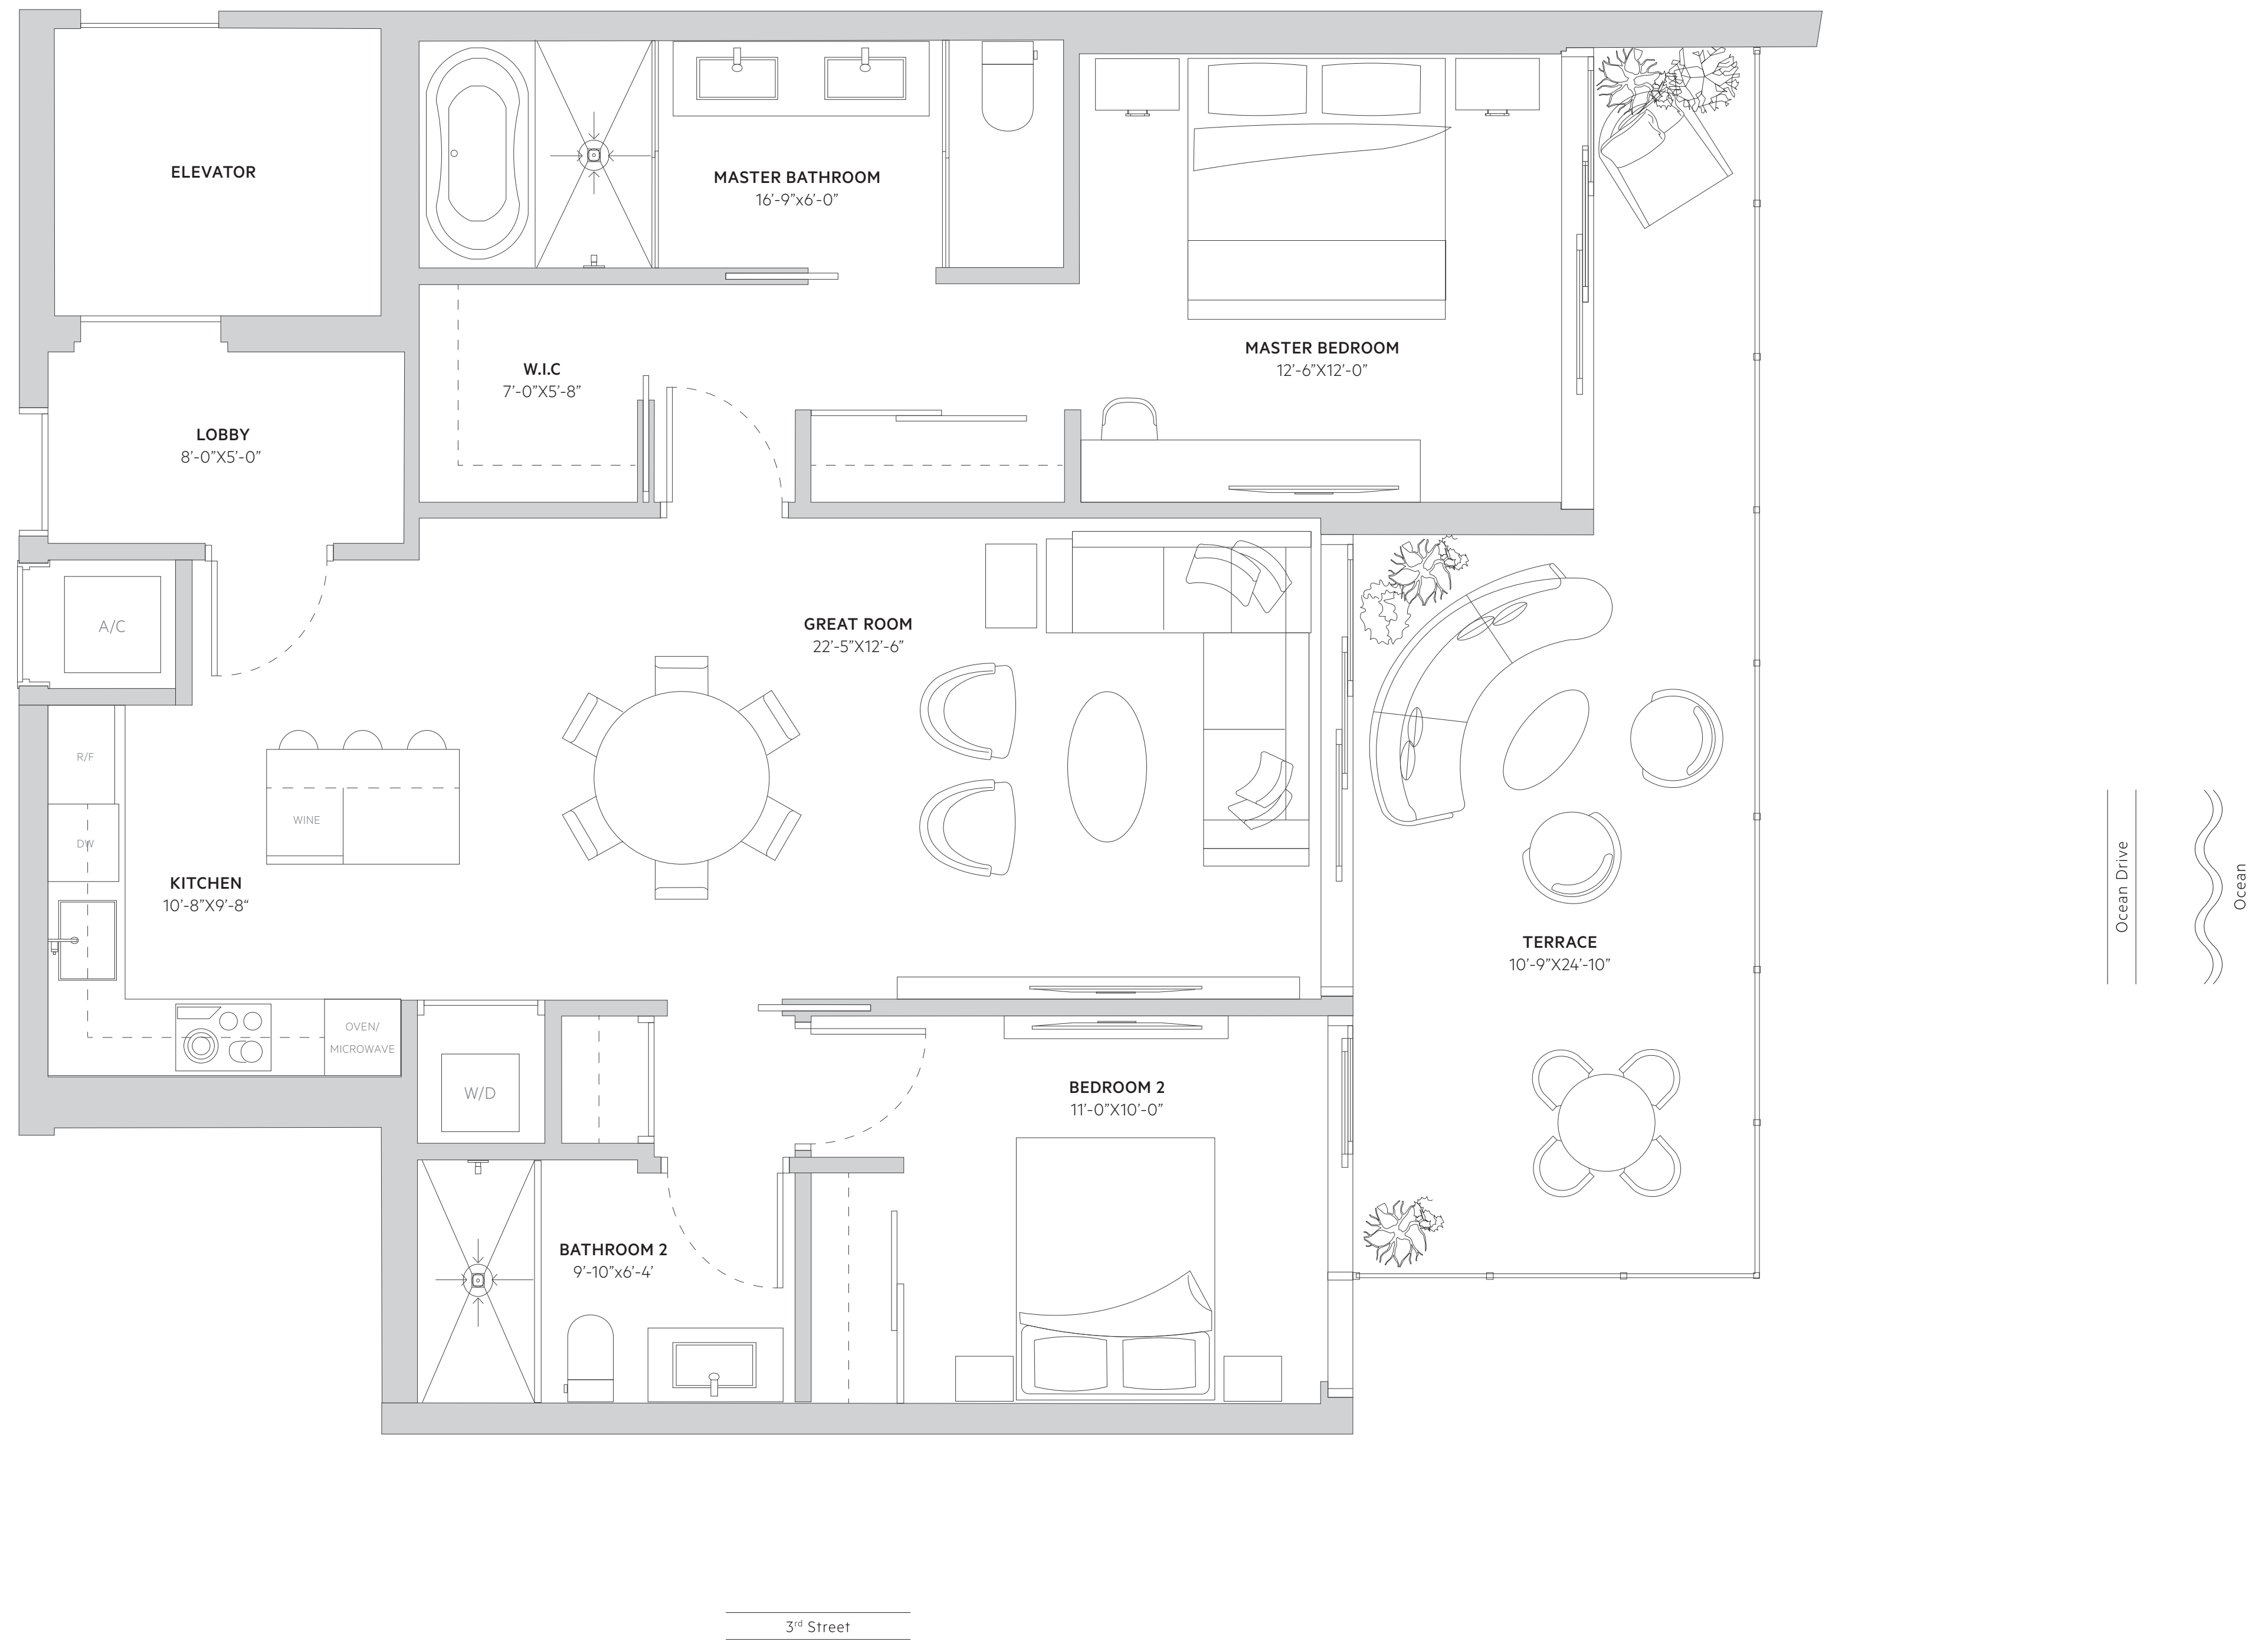 ELEVATOR
MASTER BATHROOM
16’-9”x6’-0”
MASTER BEDROOM
12’-6”X12’-0”
W.I.C
7’-0”X5’-8”
LOBBY
8’-0”X5’-0”
A/C
GREAT ROOM
22’-5”X12’-6”
R/F
WINE
DW
KITCHEN
10’-8”X9’-8“
TERRACE
10’-9”X24’-10”
Ocean Drive
Ocean
OVEN/
MICROWAVE
W/D
BEDROOM 2
11’-0”X10’-0”
BATHROOM 2
9’-10”x6’-4’
3rd Street